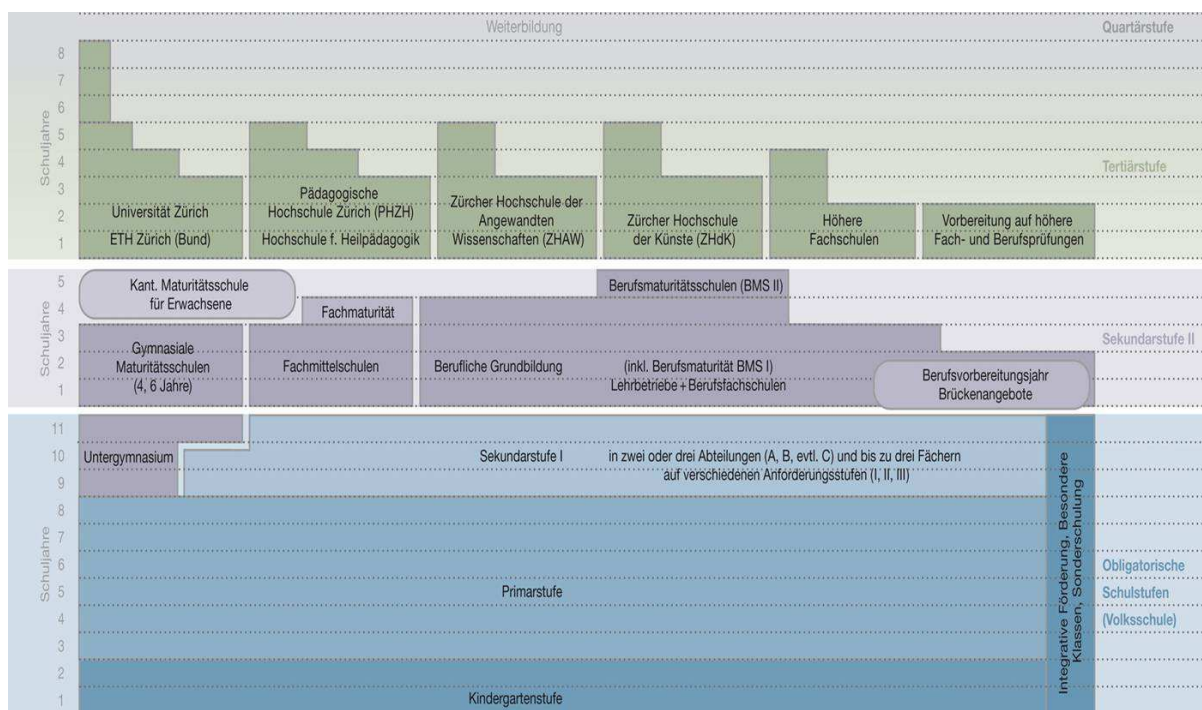 Weiterbildung
Quartärstufe
Schuljahre
8
7
6
5
4
3
2
1
Universität Zürich
ETH Zürich (Bund)
Pädagogische
Hochschule Zürich (PHZH)
Hochschule f. Heilpädagogik
Zürcher Hochschule der
Angewandten
Wissenschaften (ZHAW)
Zürcher Hochschule
der Künste (ZHdK)
Höhere
Fachschulen
Vorbereitung auf höhere
Fach- und Berufsprüfungen
Tertiärstufe
Schuljahre
5
4
3
2
1
Kant. Maturitätsschule
für Erwachsene
Gymnasiale
Maturitätsschulen
(4, 6 Jahre)
Fachmaturität
Fachmittelschulen
Berufsmaturitätsschulen (BMS II)
Berufliche Grundbildung
(inkl. Berufsmaturität BMS I)
Lehrbetriebe + Berufsfachschulen
Berufsvorbereitungsjahr
Brückenangebote
Sekundarstufe II
Schuljahre
11
10
9
8
7
6
5
4
3
2
1
Untergymnasium
Sekundarstufe I
in zwei oder drei Abteilungen (A, B, evtl. C) und bis zu drei Fächern
auf verschiedenen Anforderungsstufen (I, II, III)
Primarstufe
Kindergartenstufe
Integrative Förderung, Besondere
Klassen, Sonderschulung
Obligatorische
Schulstufen
(Volksschule)